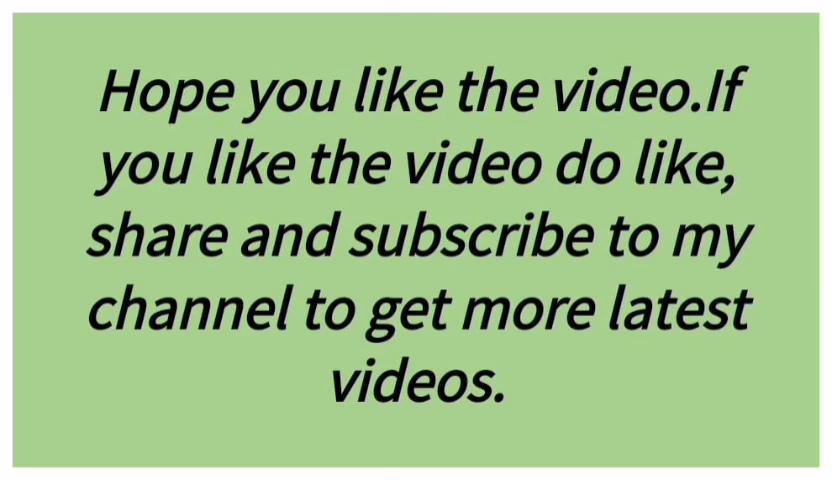 Hope you like the video.If
you like the video do like,
share and subscribe to my
channel to get more latest
videos.